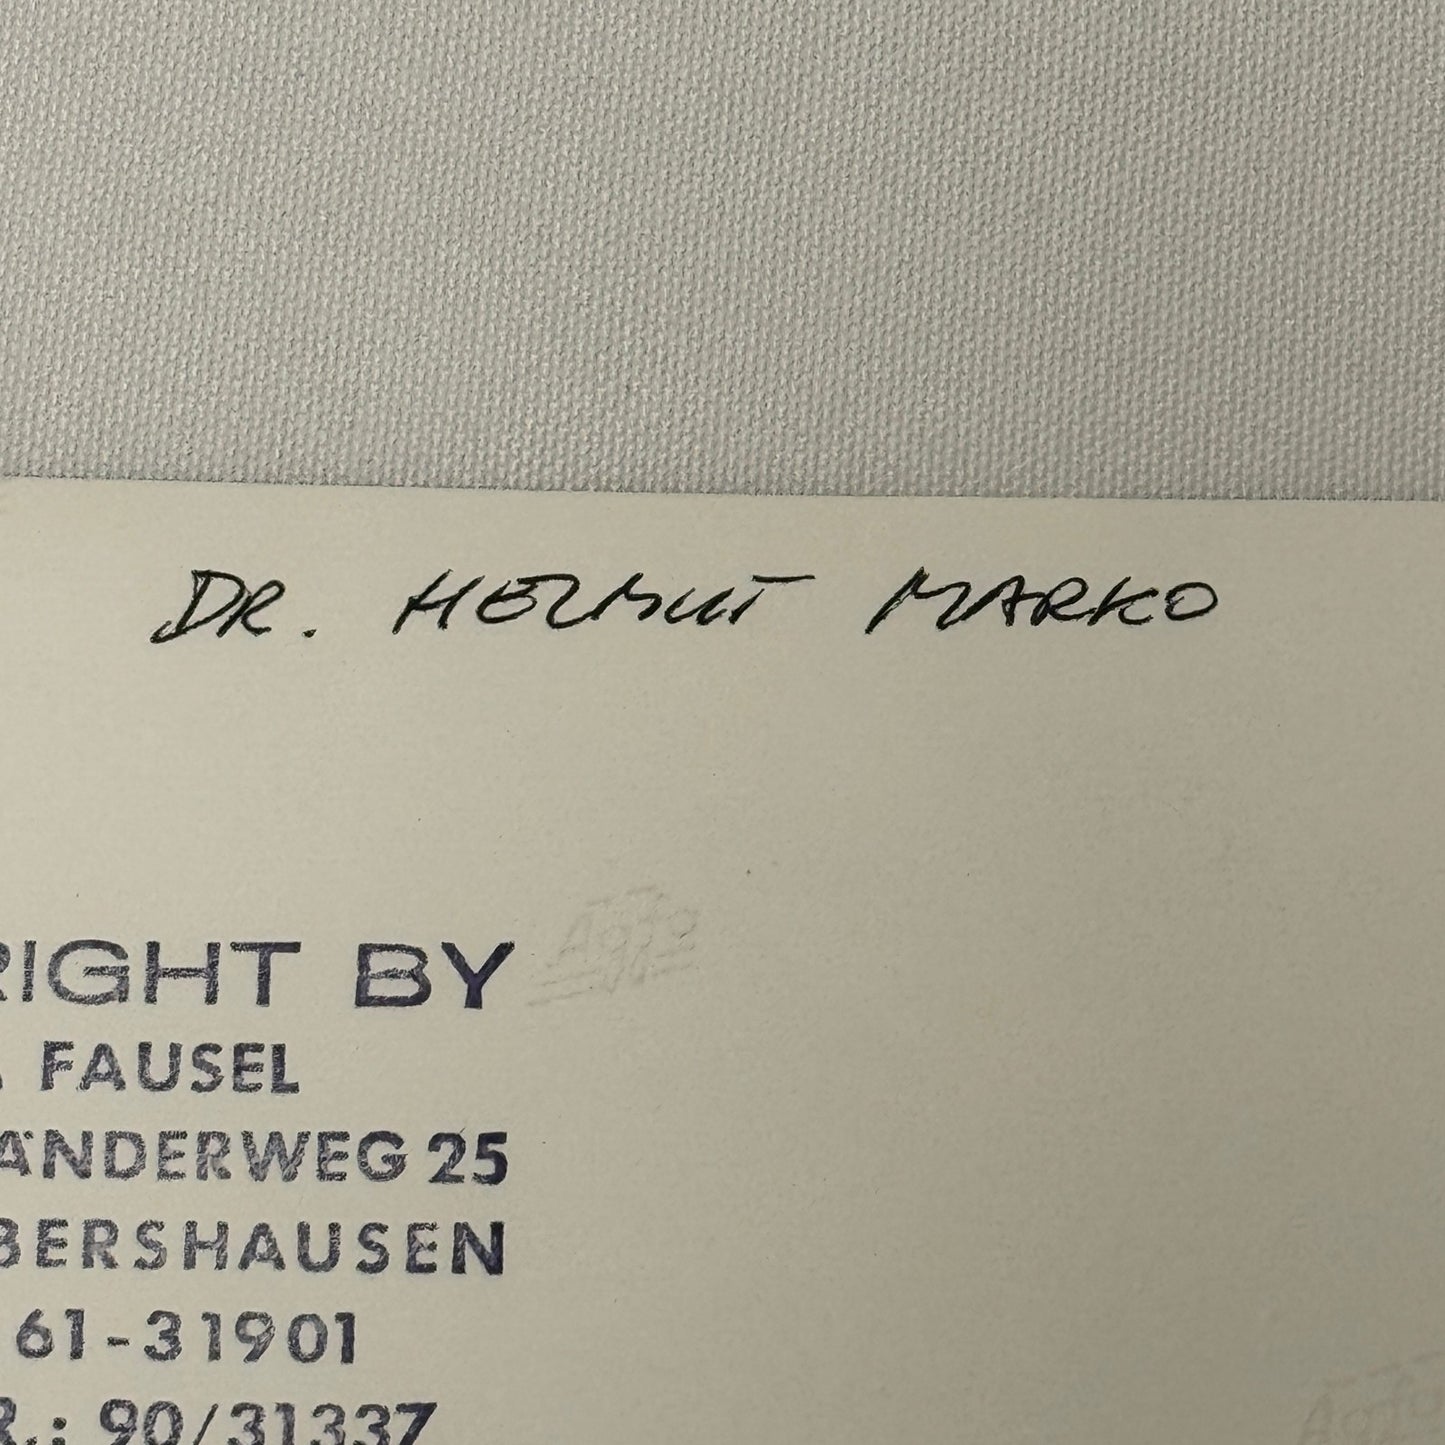 DR. HELMUT MARKO
RIGHT BY
FAUSEL
ÄNDERWEG 25
BERSHAUSEN
61-31901
R.: 90/31337